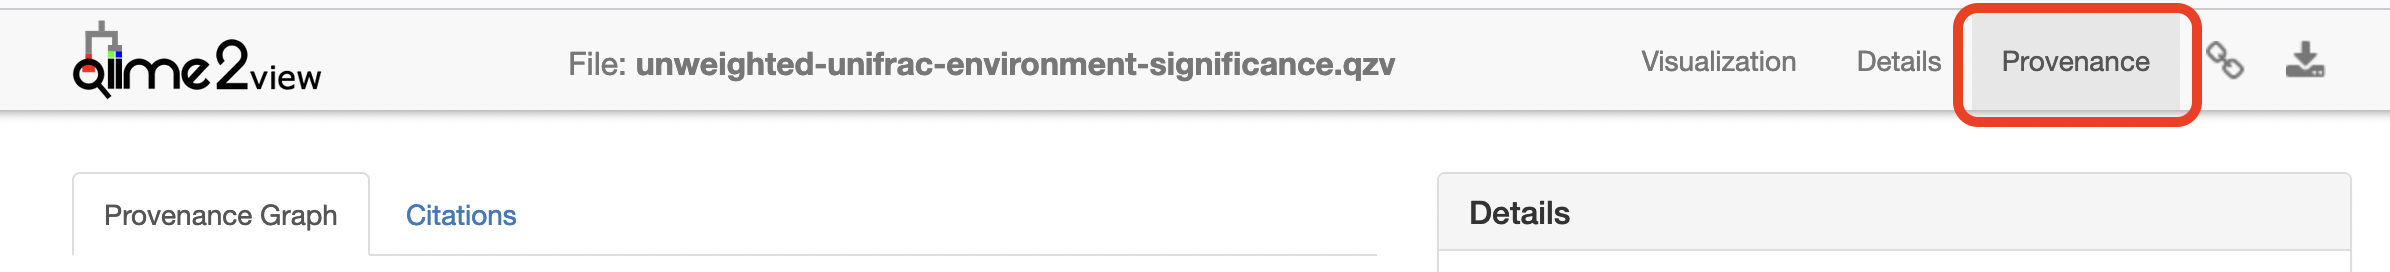 qiime2view
File: unweighted-unifrac-environment-significance.qzv
Visualization
Details
Provenance
Provenance Graph
Citations
Details